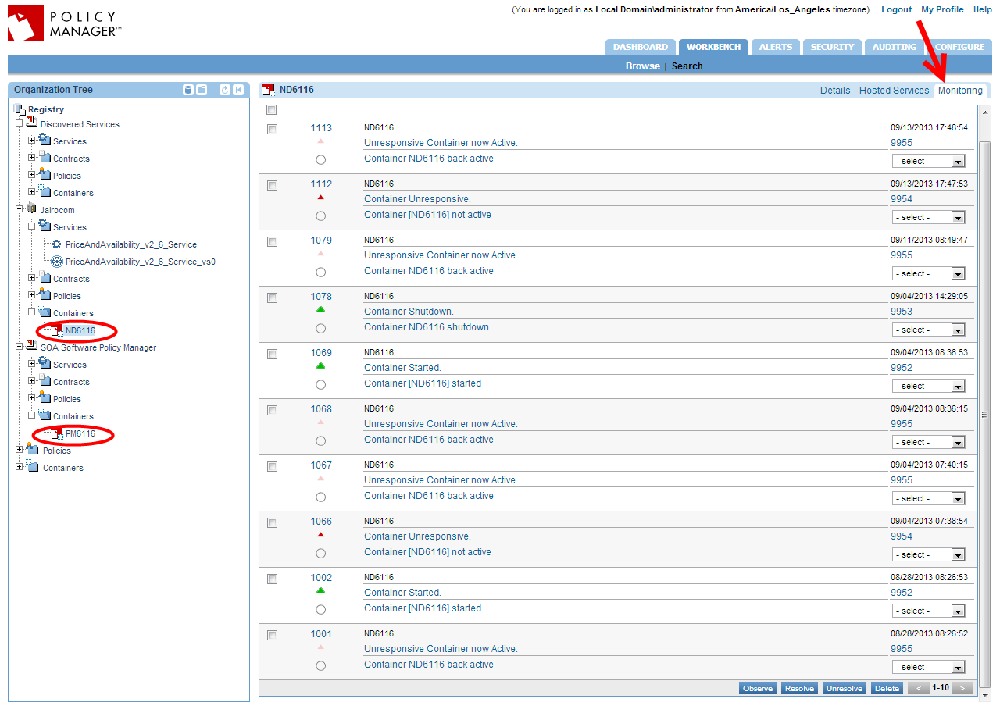 POLICY
MANAGER™
(You are logged in as Local Domain\administrator from America/Los_Angeles timezone) Logout My Profile Help
DASHBOARD WORKBENCH ALERTS SECURITY AUDITING CONFIGURE
Browse | Search
Organization Tree
Registry
Discovered Services
Services
Contracts
Policies
Containers
Jairocom
Services
PriceAndAvailability_v2_6_Service
PriceAndAvailability_v2_6_Service_vs0
Contracts
Policies
Containers
ND6116
SOA Software Policy Manager
Services
Contracts
Policies
Containers
PM6116
Policies
Containers
ND6116 Details Hosted Services Monitoring
1113 ND6116 09/13/2013 17:48:54
Unresponsive Container now Active. 9955
Container ND6116 back active - select -
1112 ND6116 09/13/2013 17:47:53
Container Unresponsive. 9954
Container [ND6116] not active - select -
1079 ND6116 09/11/2013 08:49:47
Unresponsive Container now Active. 9955
Container ND6116 back active - select -
1078 ND6116 09/04/2013 14:29:05
Container Shutdown. 9953
Container ND6116 shutdown - select -
1069 ND6116 09/04/2013 08:36:53
Container Started. 9952
Container [ND6116] started - select -
1068 ND6116 09/04/2013 08:36:15
Unresponsive Container now Active. 9955
Container ND6116 back active - select -
1067 ND6116 09/04/2013 07:40:15
Unresponsive Container now Active. 9955
Container ND6116 back active - select -
1066 ND6116 09/04/2013 07:38:54
Container Unresponsive. 9954
Container [ND6116] not active - select -
1002 ND6116 08/28/2013 08:26:53
Container Started. 9952
Container [ND6116] started - select -
1001 ND6116 08/28/2013 08:26:52
Unresponsive Container now Active. 9955
Container ND6116 back active - select -
Observe Resolve Unresolve Delete < 1-10 >